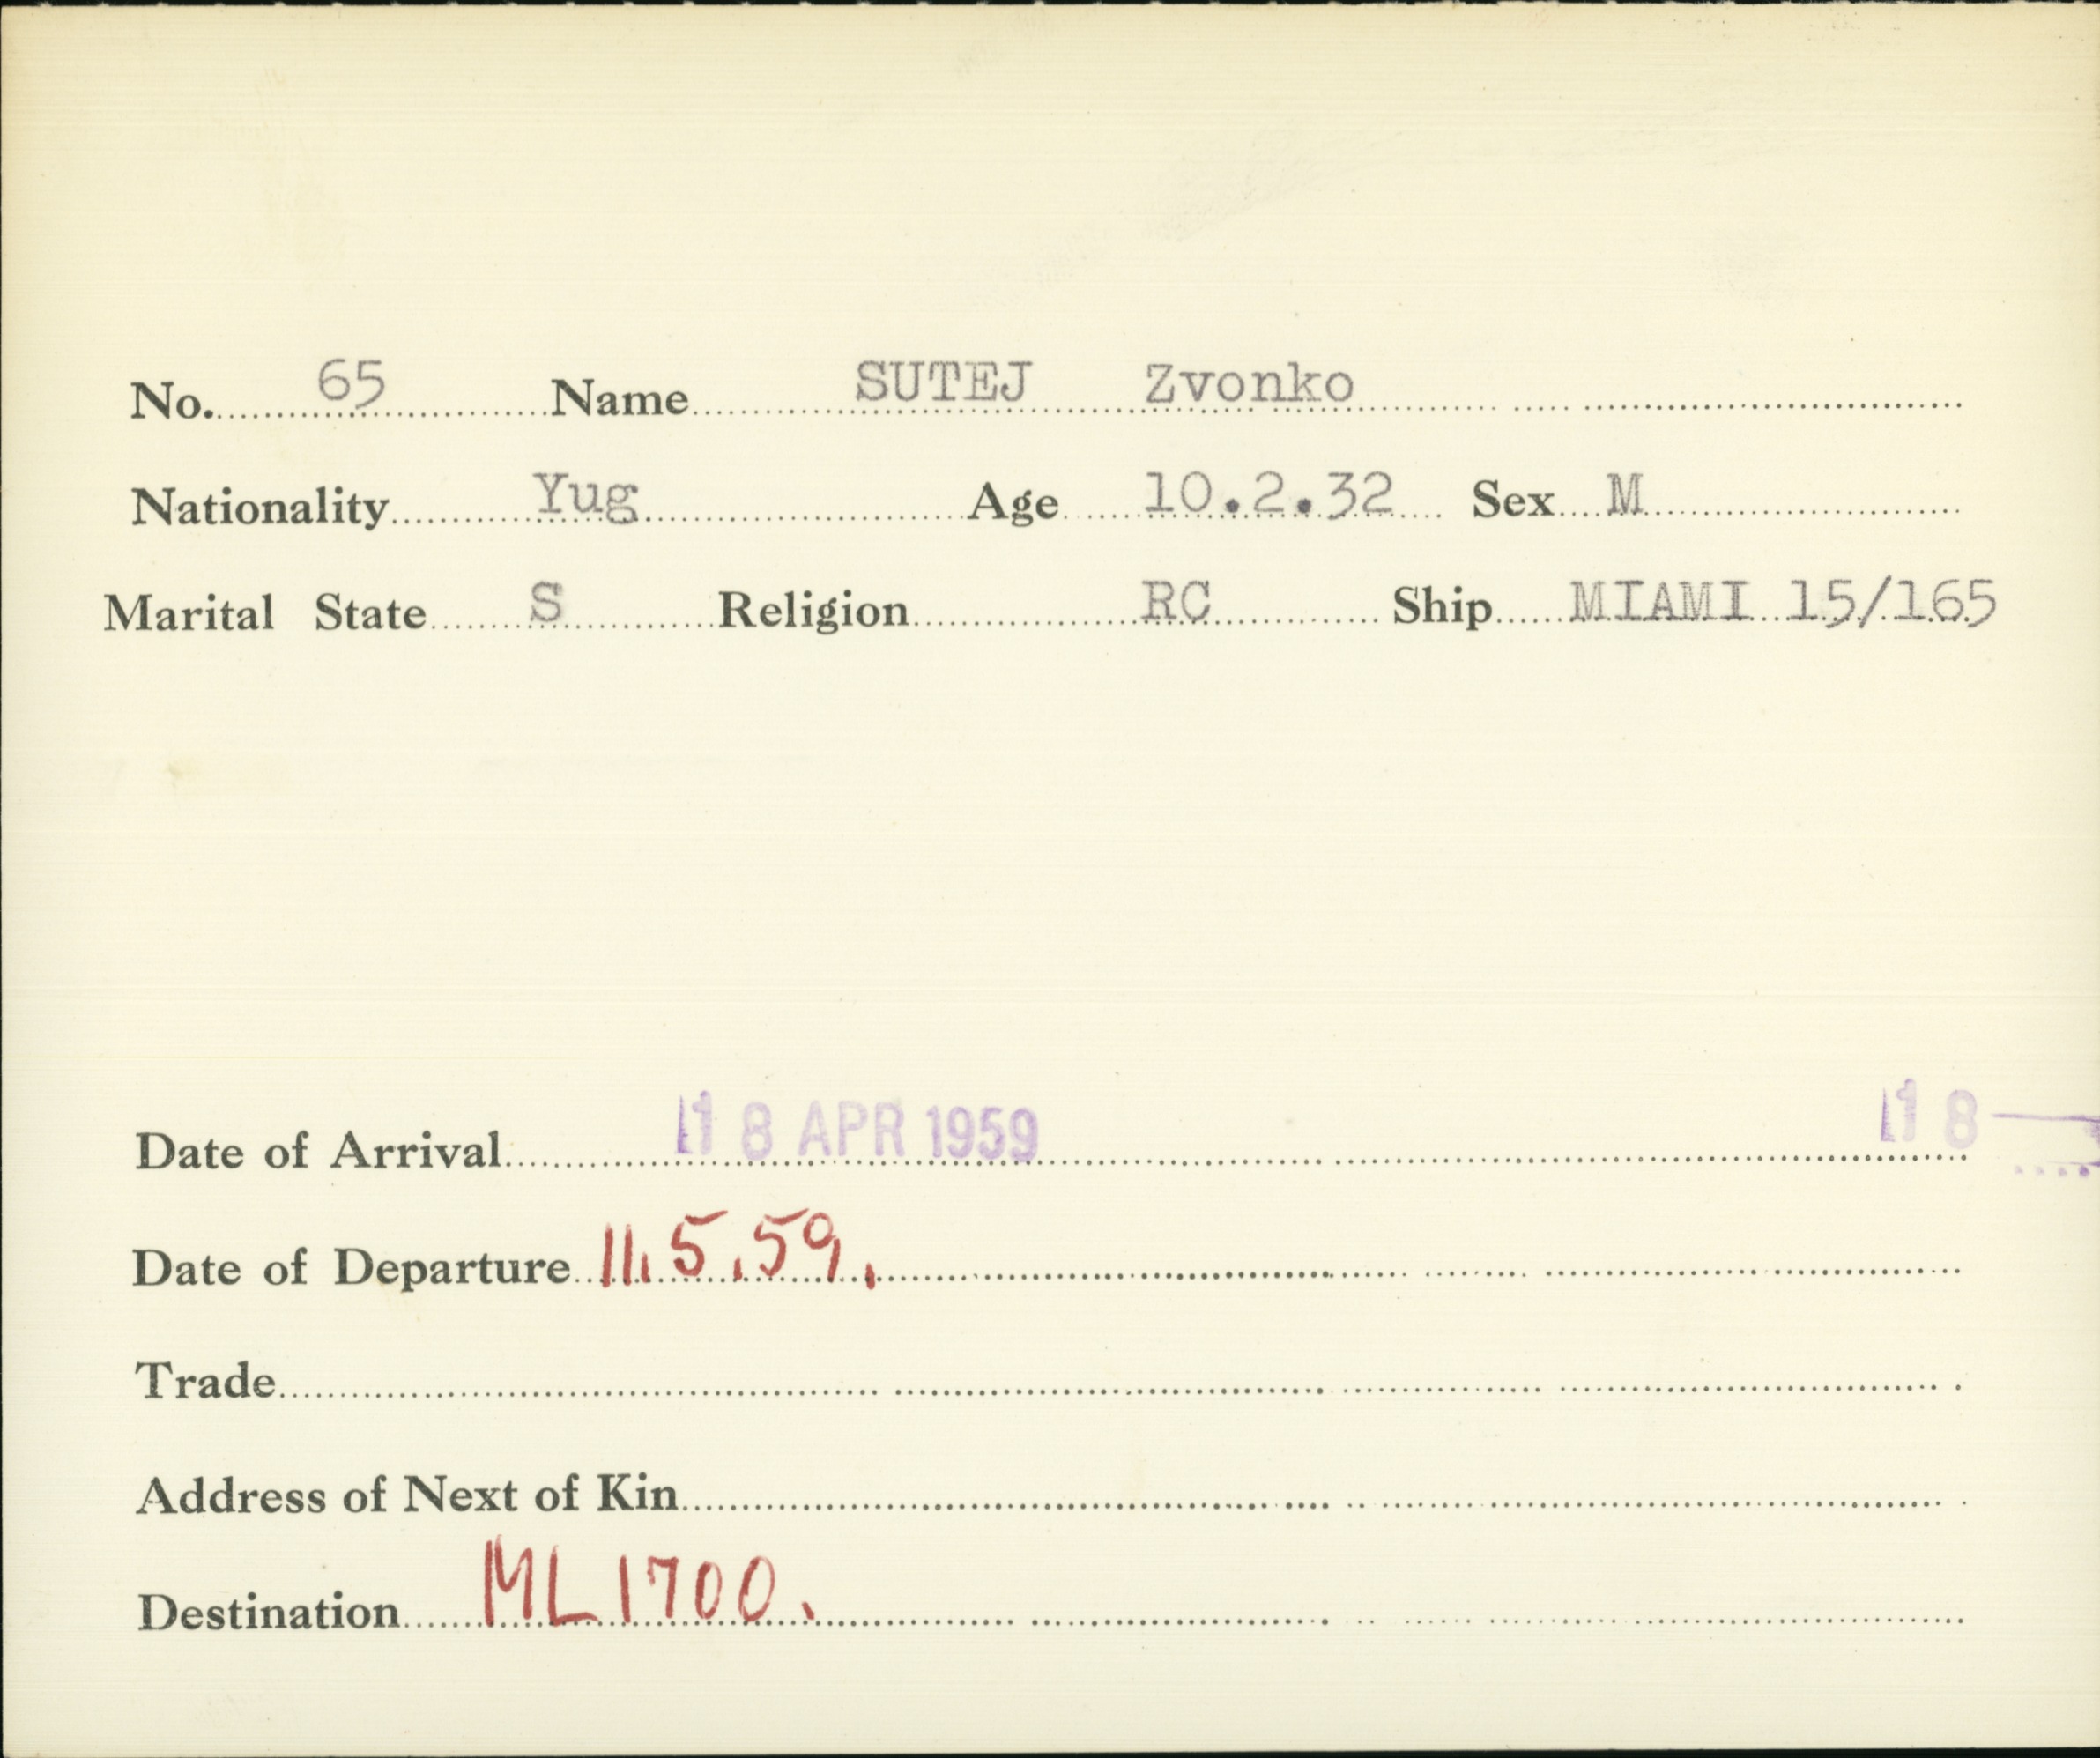 No. 65 Name SUTEJ Zvonko
Nationality Yug Age 10.2.32 Sex M
Marital State S Religion RC Ship MIAMI 15/165
Date of Arrival 18 APR 1959 18
Date of Departure 11.5.59.
Trade
Address of Next of Kin
Destination ML 1700.